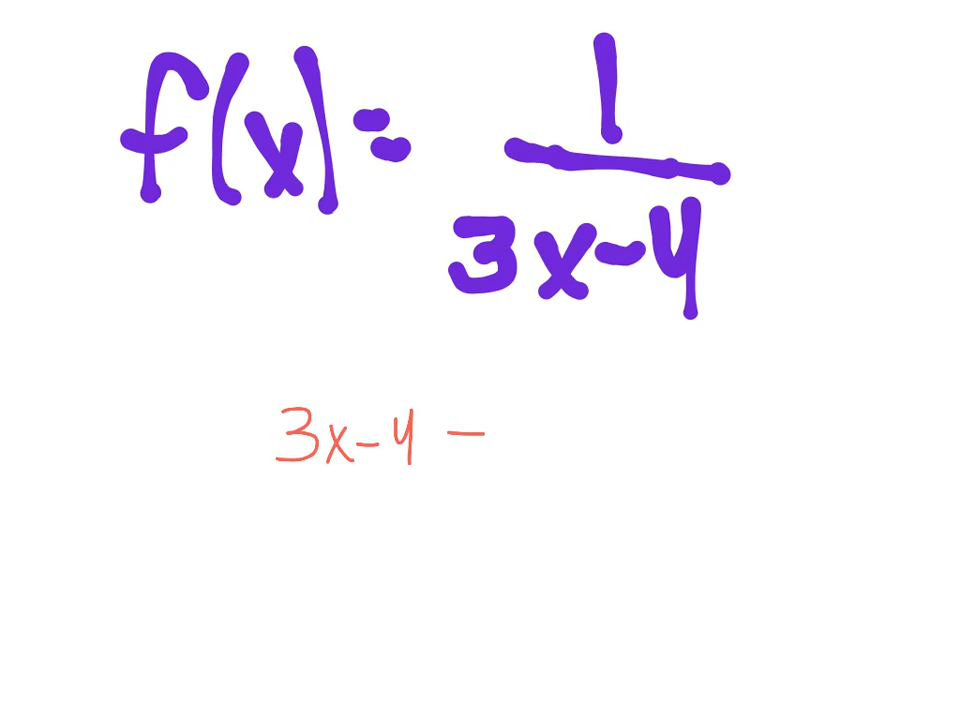 f(x) = 1/(3x-4)
3x-4 -